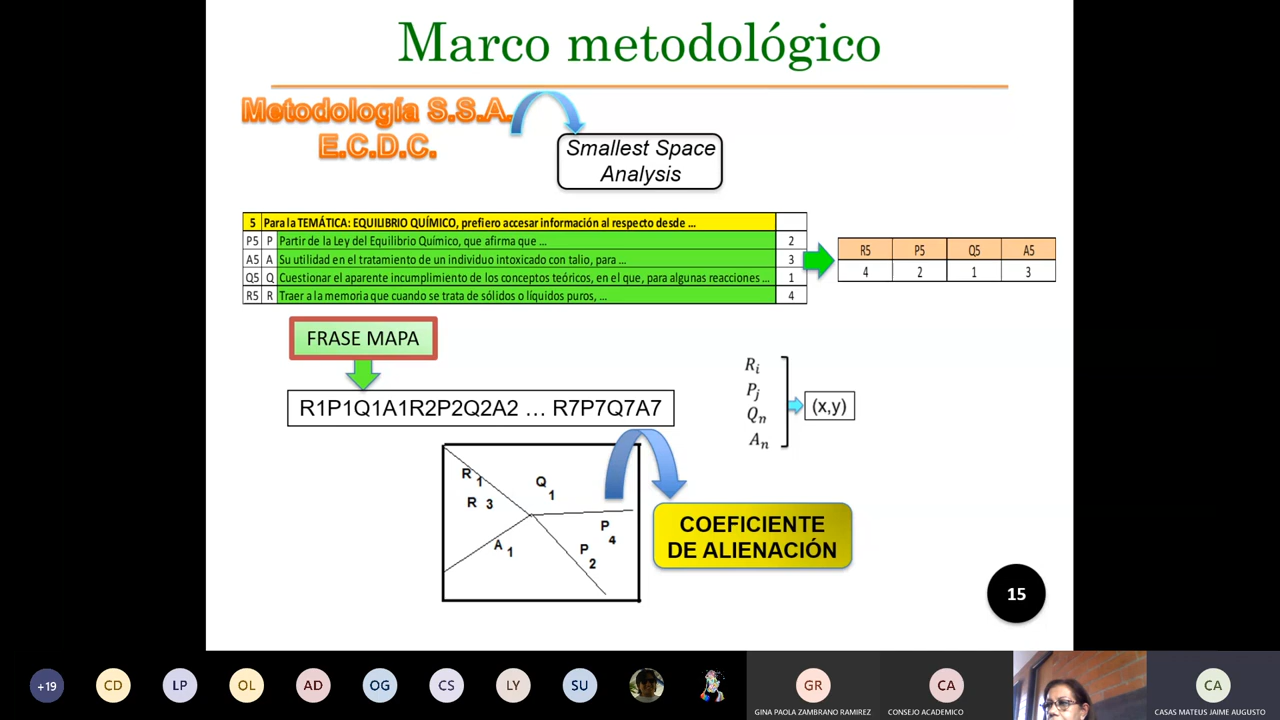 Marco metodológico
Metodología S.S.A.
E.C.D.C.
Smallest Space
Analysis
5 Para la TEMÁTICA: EQUILIBRIO QUÍMICO, prefiero accesar información al respecto desde ...
P5 P Partir de la Ley del Equilibrio Químico, que afirma que ... 2
A5 A Su utilidad en el tratamiento de un individuo intoxicado con talio, para ... 3
Q5 Q Cuestionar el aparente incumplimiento de los conceptos teóricos, en el que, para algunas reacciones ... 1
R5 R Traer a la memoria que cuando se trata de sólidos o líquidos puros, ... 4
R5 P5 Q5 A5
4 2 1 3
FRASE MAPA
R1P1Q1A1R2P2Q2A2 ... R7P7Q7A7
Ri
Pj
Qn
An
(x,y)
R 1
R 3
Q 1
A 1
P 4
P 2
COEFICIENTE
DE ALIENACIÓN
15
+19
CD
LP
OL
AD
OG
CS
LY
SU
GR
GINA PAOLA ZAMBRANO RAMIREZ
CA
CONSEJO ACADEMICO
CA
CASAS MATEUS JAIME AUGUSTO